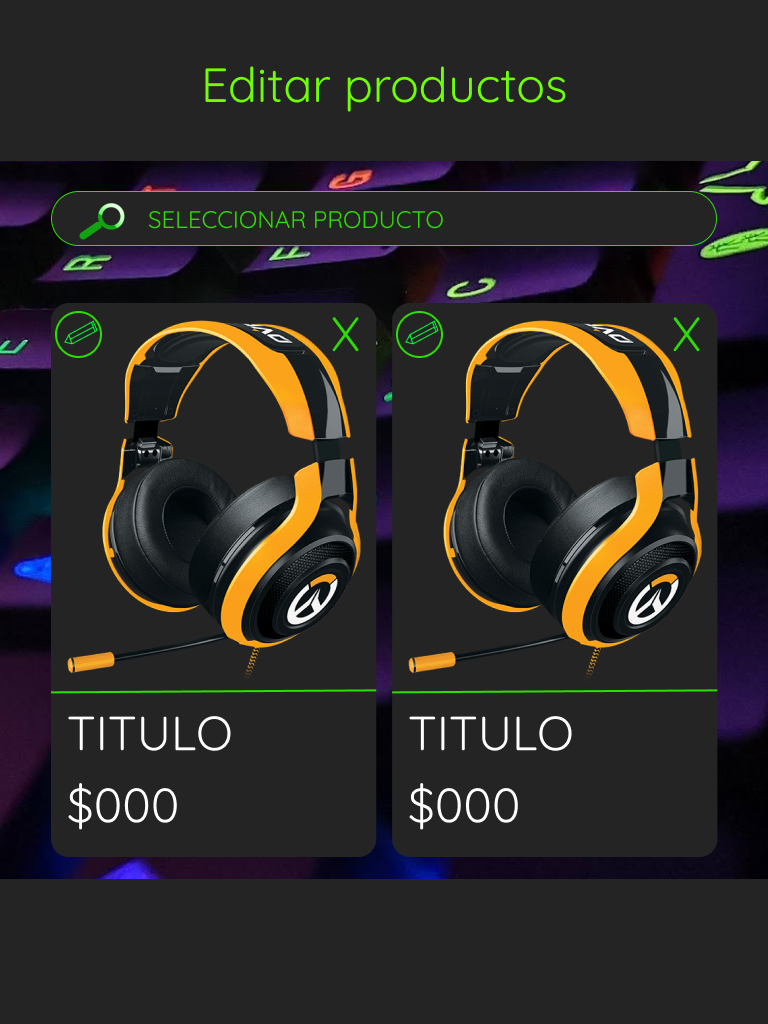 Editar productos
G
SELECCIONAR PRODUCTO
R
F
C
E
X
X
TITULO
TITULO
$000
$000